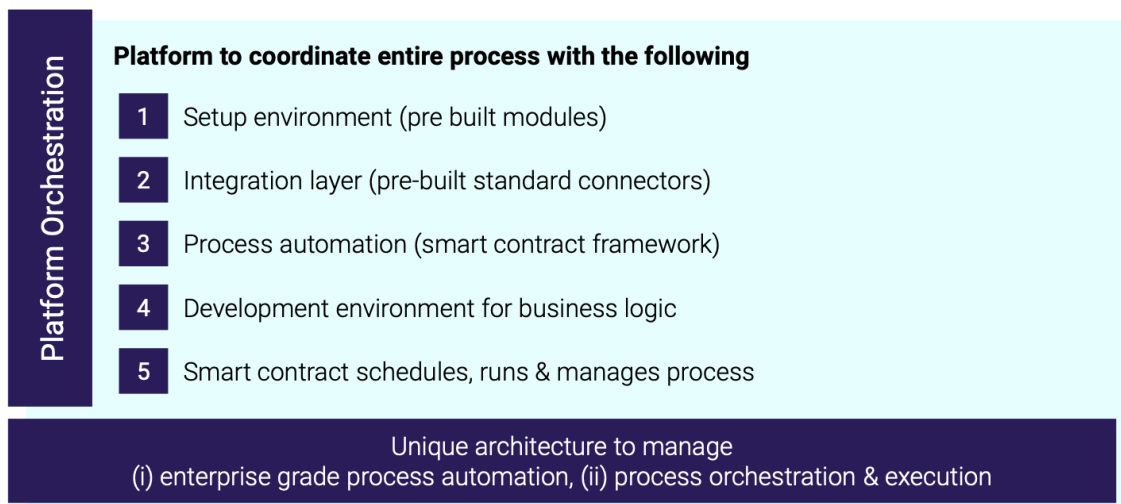 Platform Orchestration
Platform to coordinate entire process with the following
1 Setup environment (pre built modules)
2 Integration layer (pre-built standard connectors)
3 Process automation (smart contract framework)
4 Development environment for business logic
5 Smart contract schedules, runs & manages process
Unique architecture to manage
(i) enterprise grade process automation, (ii) process orchestration & execution